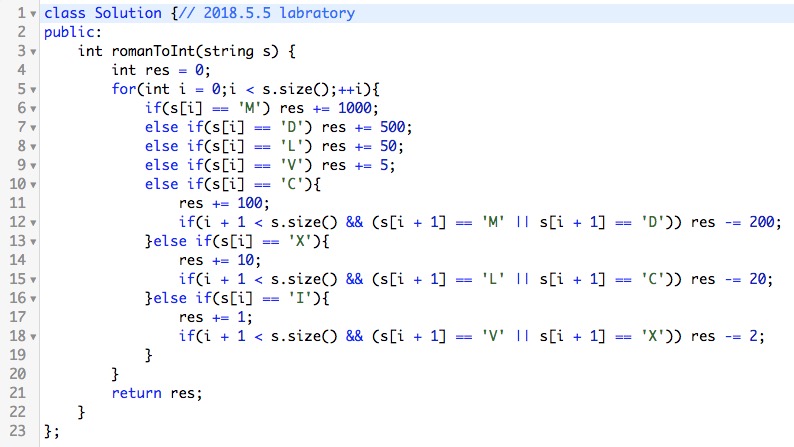 1 class Solution {// 2018.5.5 labratory
2 public:
3     int romanToInt(string s) {
4         int res = 0;
5         for(int i = 0;i < s.size();++i){
6             if(s[i] == 'M') res += 1000;
7             else if(s[i] == 'D') res += 500;
8             else if(s[i] == 'L') res += 50;
9             else if(s[i] == 'V') res += 5;
10             else if(s[i] == 'C'){
11                 res += 100;
12                 if(i + 1 < s.size() && (s[i + 1] == 'M' || s[i + 1] == 'D')) res -= 200;
13             }else if(s[i] == 'X'){
14                 res += 10;
15                 if(i + 1 < s.size() && (s[i + 1] == 'L' || s[i + 1] == 'C')) res -= 20;
16             }else if(s[i] == 'I'){
17                 res += 1;
18                 if(i + 1 < s.size() && (s[i + 1] == 'V' || s[i + 1] == 'X')) res -= 2;
19             }
20         }
21         return res;
22     }
23 };